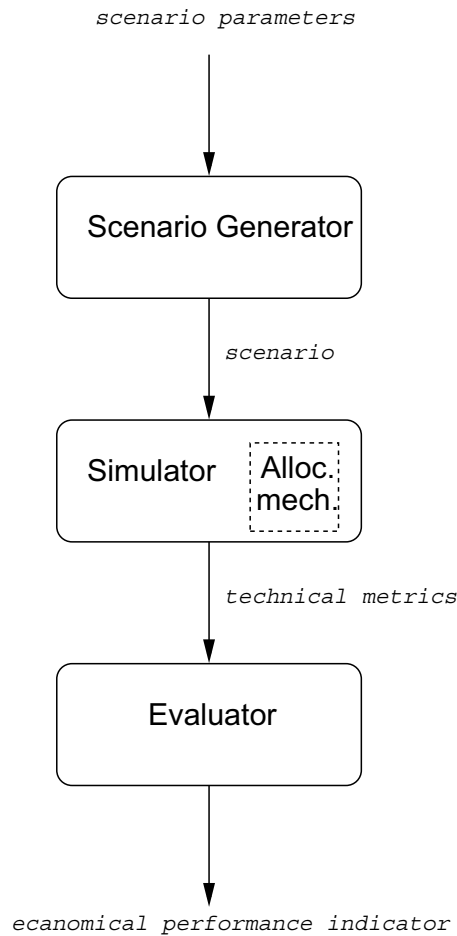 scenario parameters
Scenario Generator
scenario
Simulator
Alloc.
mech.
technical metrics
Evaluator
ecanomical performance indicator